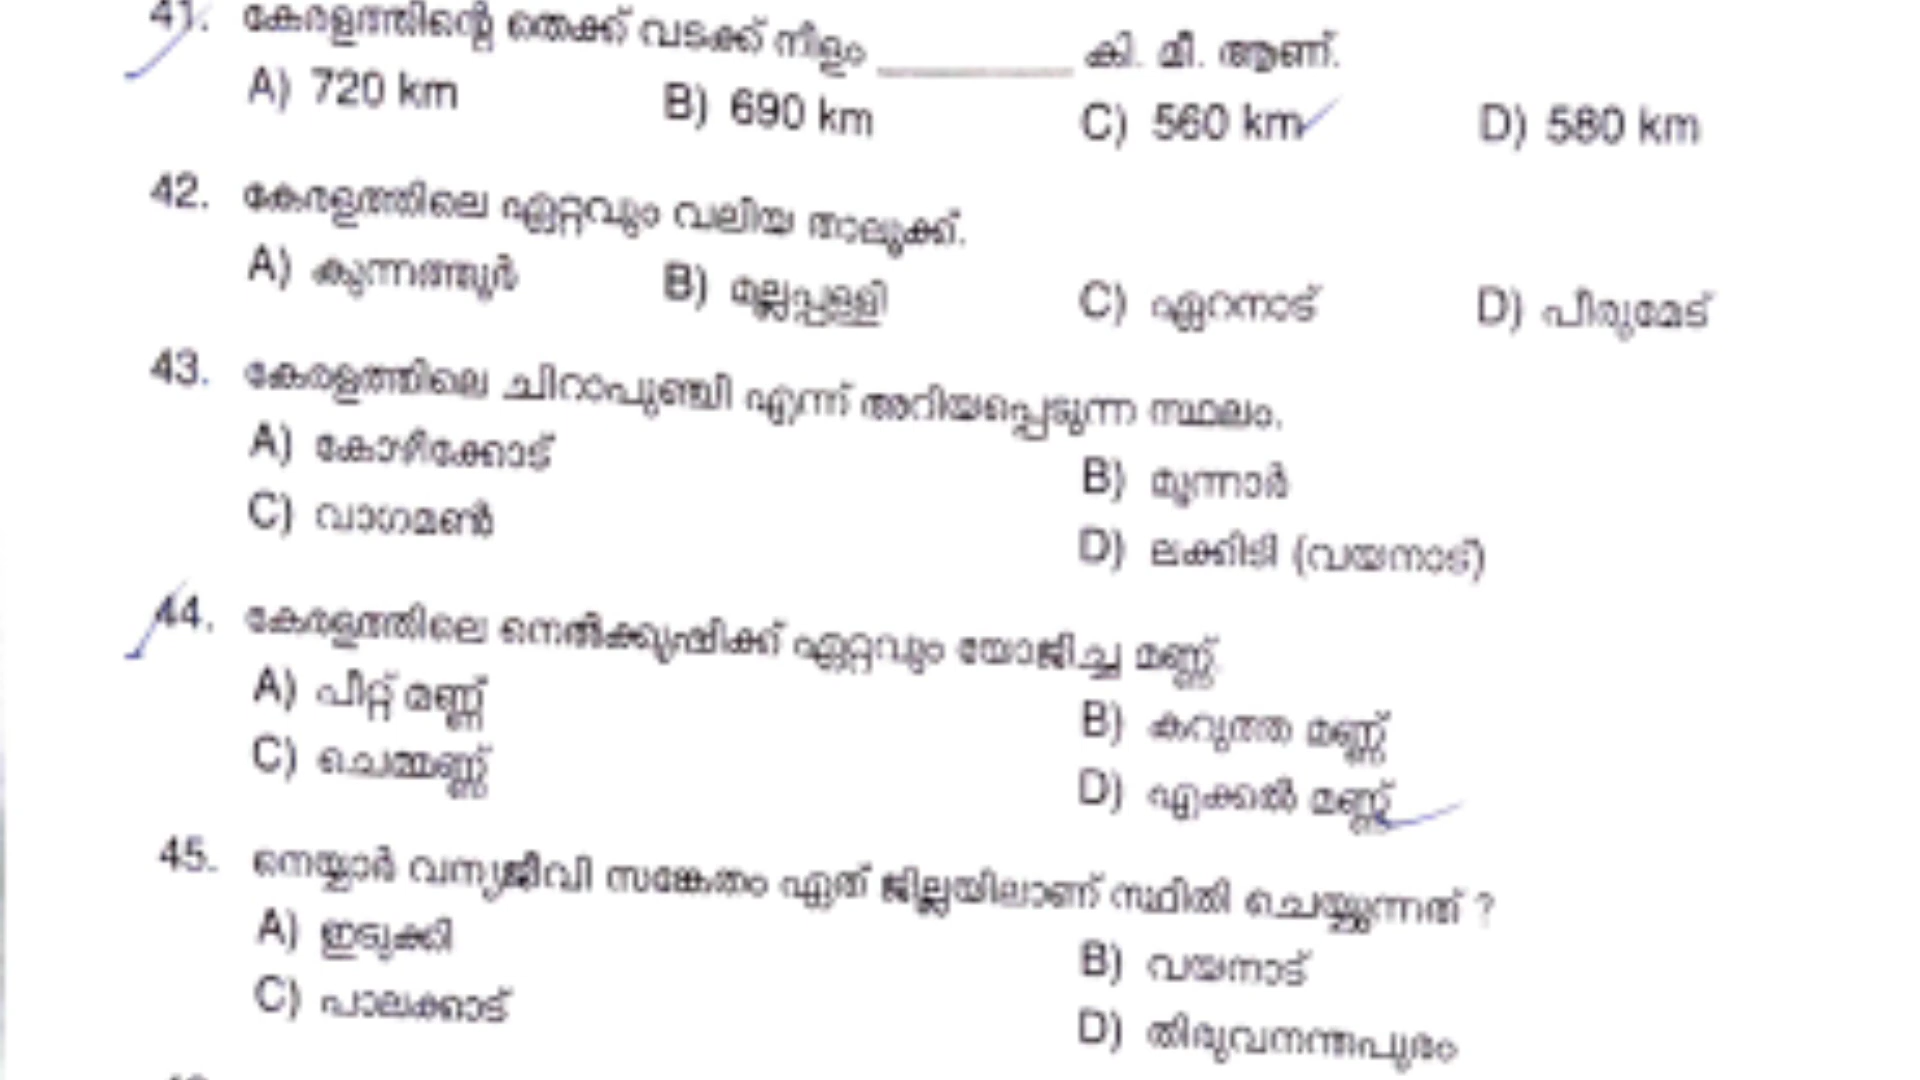 41. കേരളത്തിന്റെ തെക്ക് വടക്ക് നീളം ________ കി. മീ. ആണ്.
A) 720 km B) 690 km C) 560 km D) 580 km
42. കേരളത്തിലെ ഏറ്റവും വലിയ താലൂക്ക്.
A) കുന്നത്തൂർ B) മല്ലപ്പള്ളി C) ഏറനാട് D) പീരുമേട്
43. കേരളത്തിലെ ചിറാപുഞ്ചി എന്ന് അറിയപ്പെടുന്ന സ്ഥലം.
A) കോഴിക്കോട് B) മൂന്നാർ
C) വാഗമൺ D) ലക്കിടി (വയനാട്)
44. കേരളത്തിലെ നെൽക്കൃഷിക്ക് ഏറ്റവും യോജിച്ച മണ്ണ്.
A) പീറ്റ് മണ്ണ് B) കറുത്ത മണ്ണ്
C) ചെമ്മണ്ണ് D) എക്കൽ മണ്ണ്
45. നെയ്യാർ വന്യജീവി സങ്കേതം ഏത് ജില്ലയിലാണ് സ്ഥിതി ചെയ്യുന്നത് ?
A) ഇടുക്കി B) വയനാട്
C) പാലക്കാട് D) തിരുവനന്തപുരം